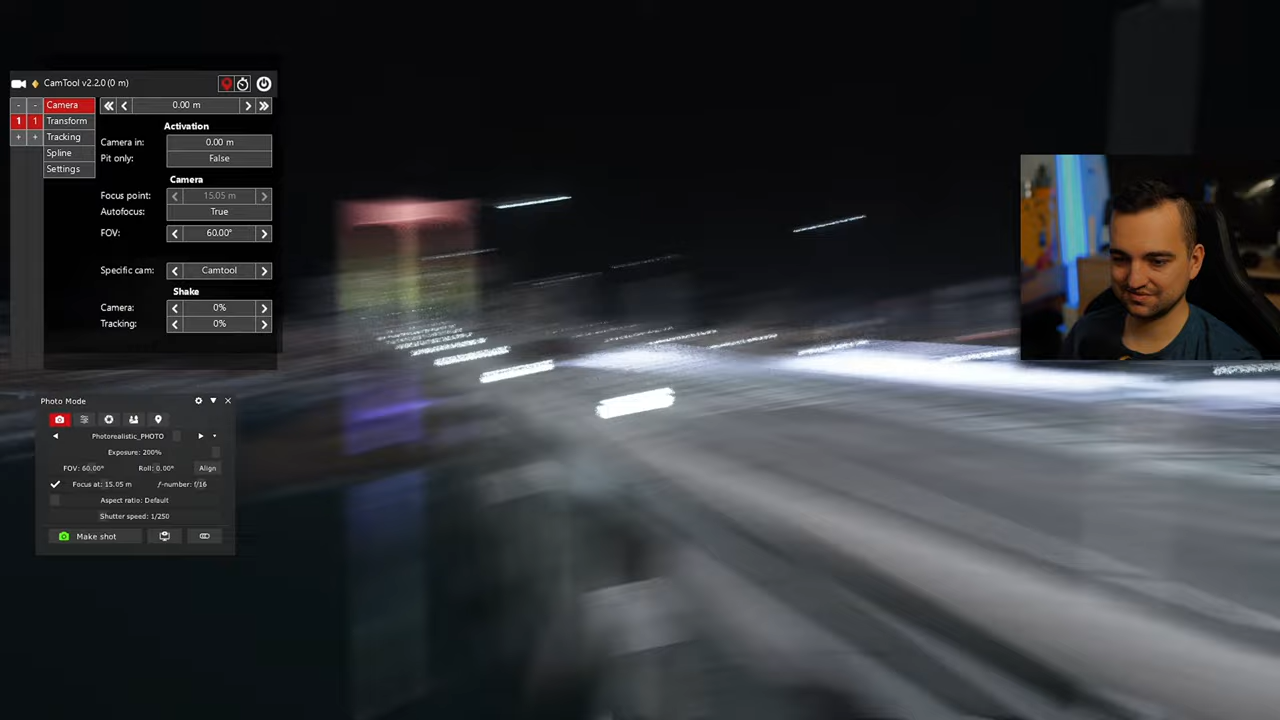 CamTool v2.2.0 (0 m)
- - Camera 0.00 m
1 1 Transform
+ + Tracking
Spline
Settings
Activation
Camera in: 0.00 m
Pit only: False
Camera
Focus point: 15.05 m
Autofocus: True
FOV: 60.00°
Specific cam: Camtool
Shake
Camera: 0%
Tracking: 0%
Photo Mode
Photorealistic_PHOTO
Exposure: 200%
FOV: 60.00° Roll: 0.00° Align
Focus at: 15.05 m f-number: f/16
Aspect ratio: Default
Shutter speed: 1/250
Make shot